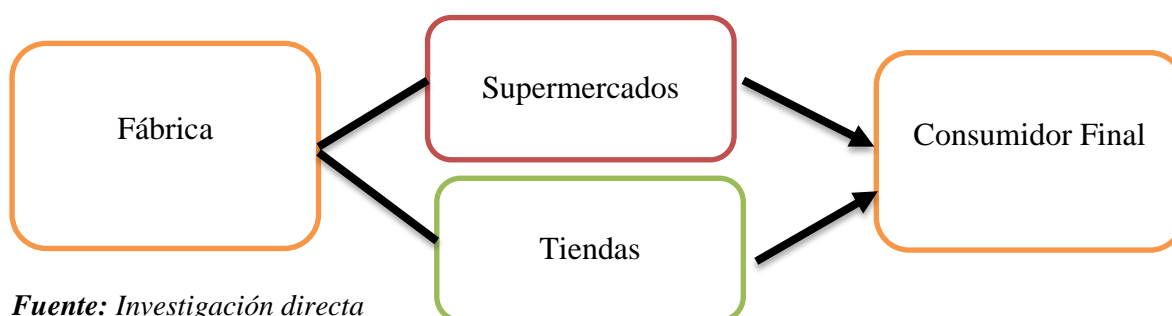 Fábrica
Supermercados
Tiendas
Consumidor Final
Fuente: Investigación directa